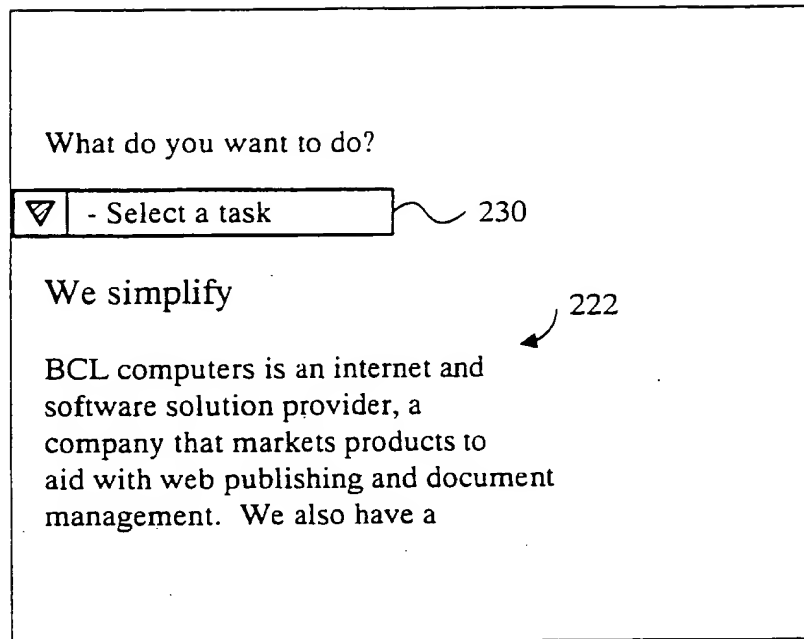 What do you want to do?
- Select a task
230
We simplify
222
BCL computers is an internet and
software solution provider, a
company that markets products to
aid with web publishing and document
management. We also have a